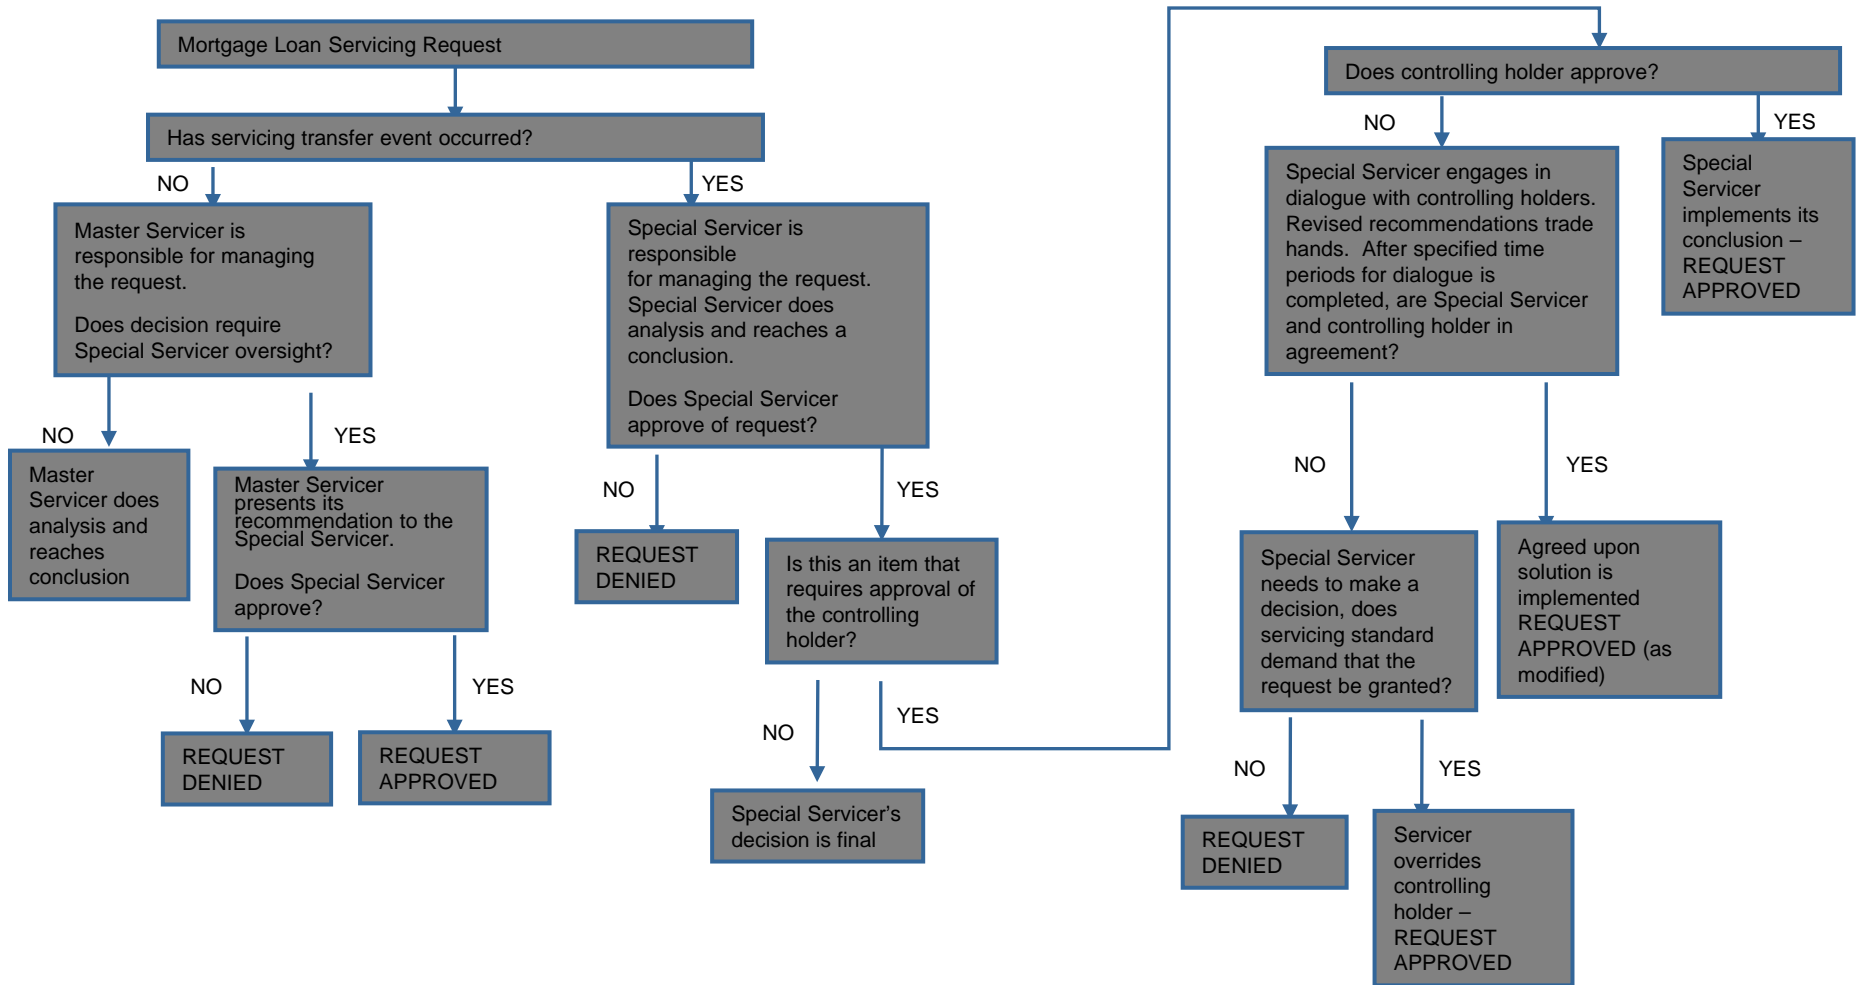 Mortgage Loan Servicing Request
Has servicing transfer event occurred?
NO
YES
Master Servicer is
responsible for managing
the request.
Does decision require
Special Servicer oversight?
NO
YES
Master
Servicer does
analysis and
reaches
conclusion
Master Servicer
presents its
recommendation to the
Special Servicer.
Does Special Servicer
approve?
NO
YES
REQUEST
DENIED
REQUEST
APPROVED
Special Servicer is
responsible
for managing the request.
Special Servicer does
analysis and reaches a
conclusion.
Does Special Servicer
approve of request?
NO
YES
REQUEST
DENIED
Is this an item that
requires approval of
the controlling
holder?
NO
YES
Special Servicer’s
decision is final
Does controlling holder approve?
NO
YES
Special Servicer engages in
dialogue with controlling holders.
Revised recommendations trade
hands.  After specified time
periods for dialogue is
completed, are Special Servicer
and controlling holder in
agreement?
Special
Servicer
implements its
conclusion –
REQUEST
APPROVED
NO
YES
Special Servicer
needs to make a
decision, does
servicing standard
demand that the
request be granted?
Agreed upon
solution is
implemented
REQUEST
APPROVED (as
modified)
NO
YES
REQUEST
DENIED
Servicer
overrides
controlling
holder –
REQUEST
APPROVED